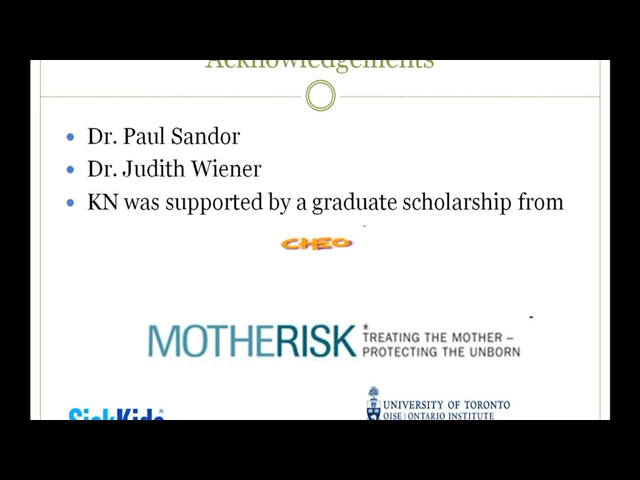 Acknowledgements
Dr. Paul Sandor
Dr. Judith Wiener
KN was supported by a graduate scholarship from
CHEO
MOTHERISK
TREATING THE MOTHER –
PROTECTING THE UNBORN
SickKids
UNIVERSITY OF TORONTO
OISE | ONTARIO INSTITUTE